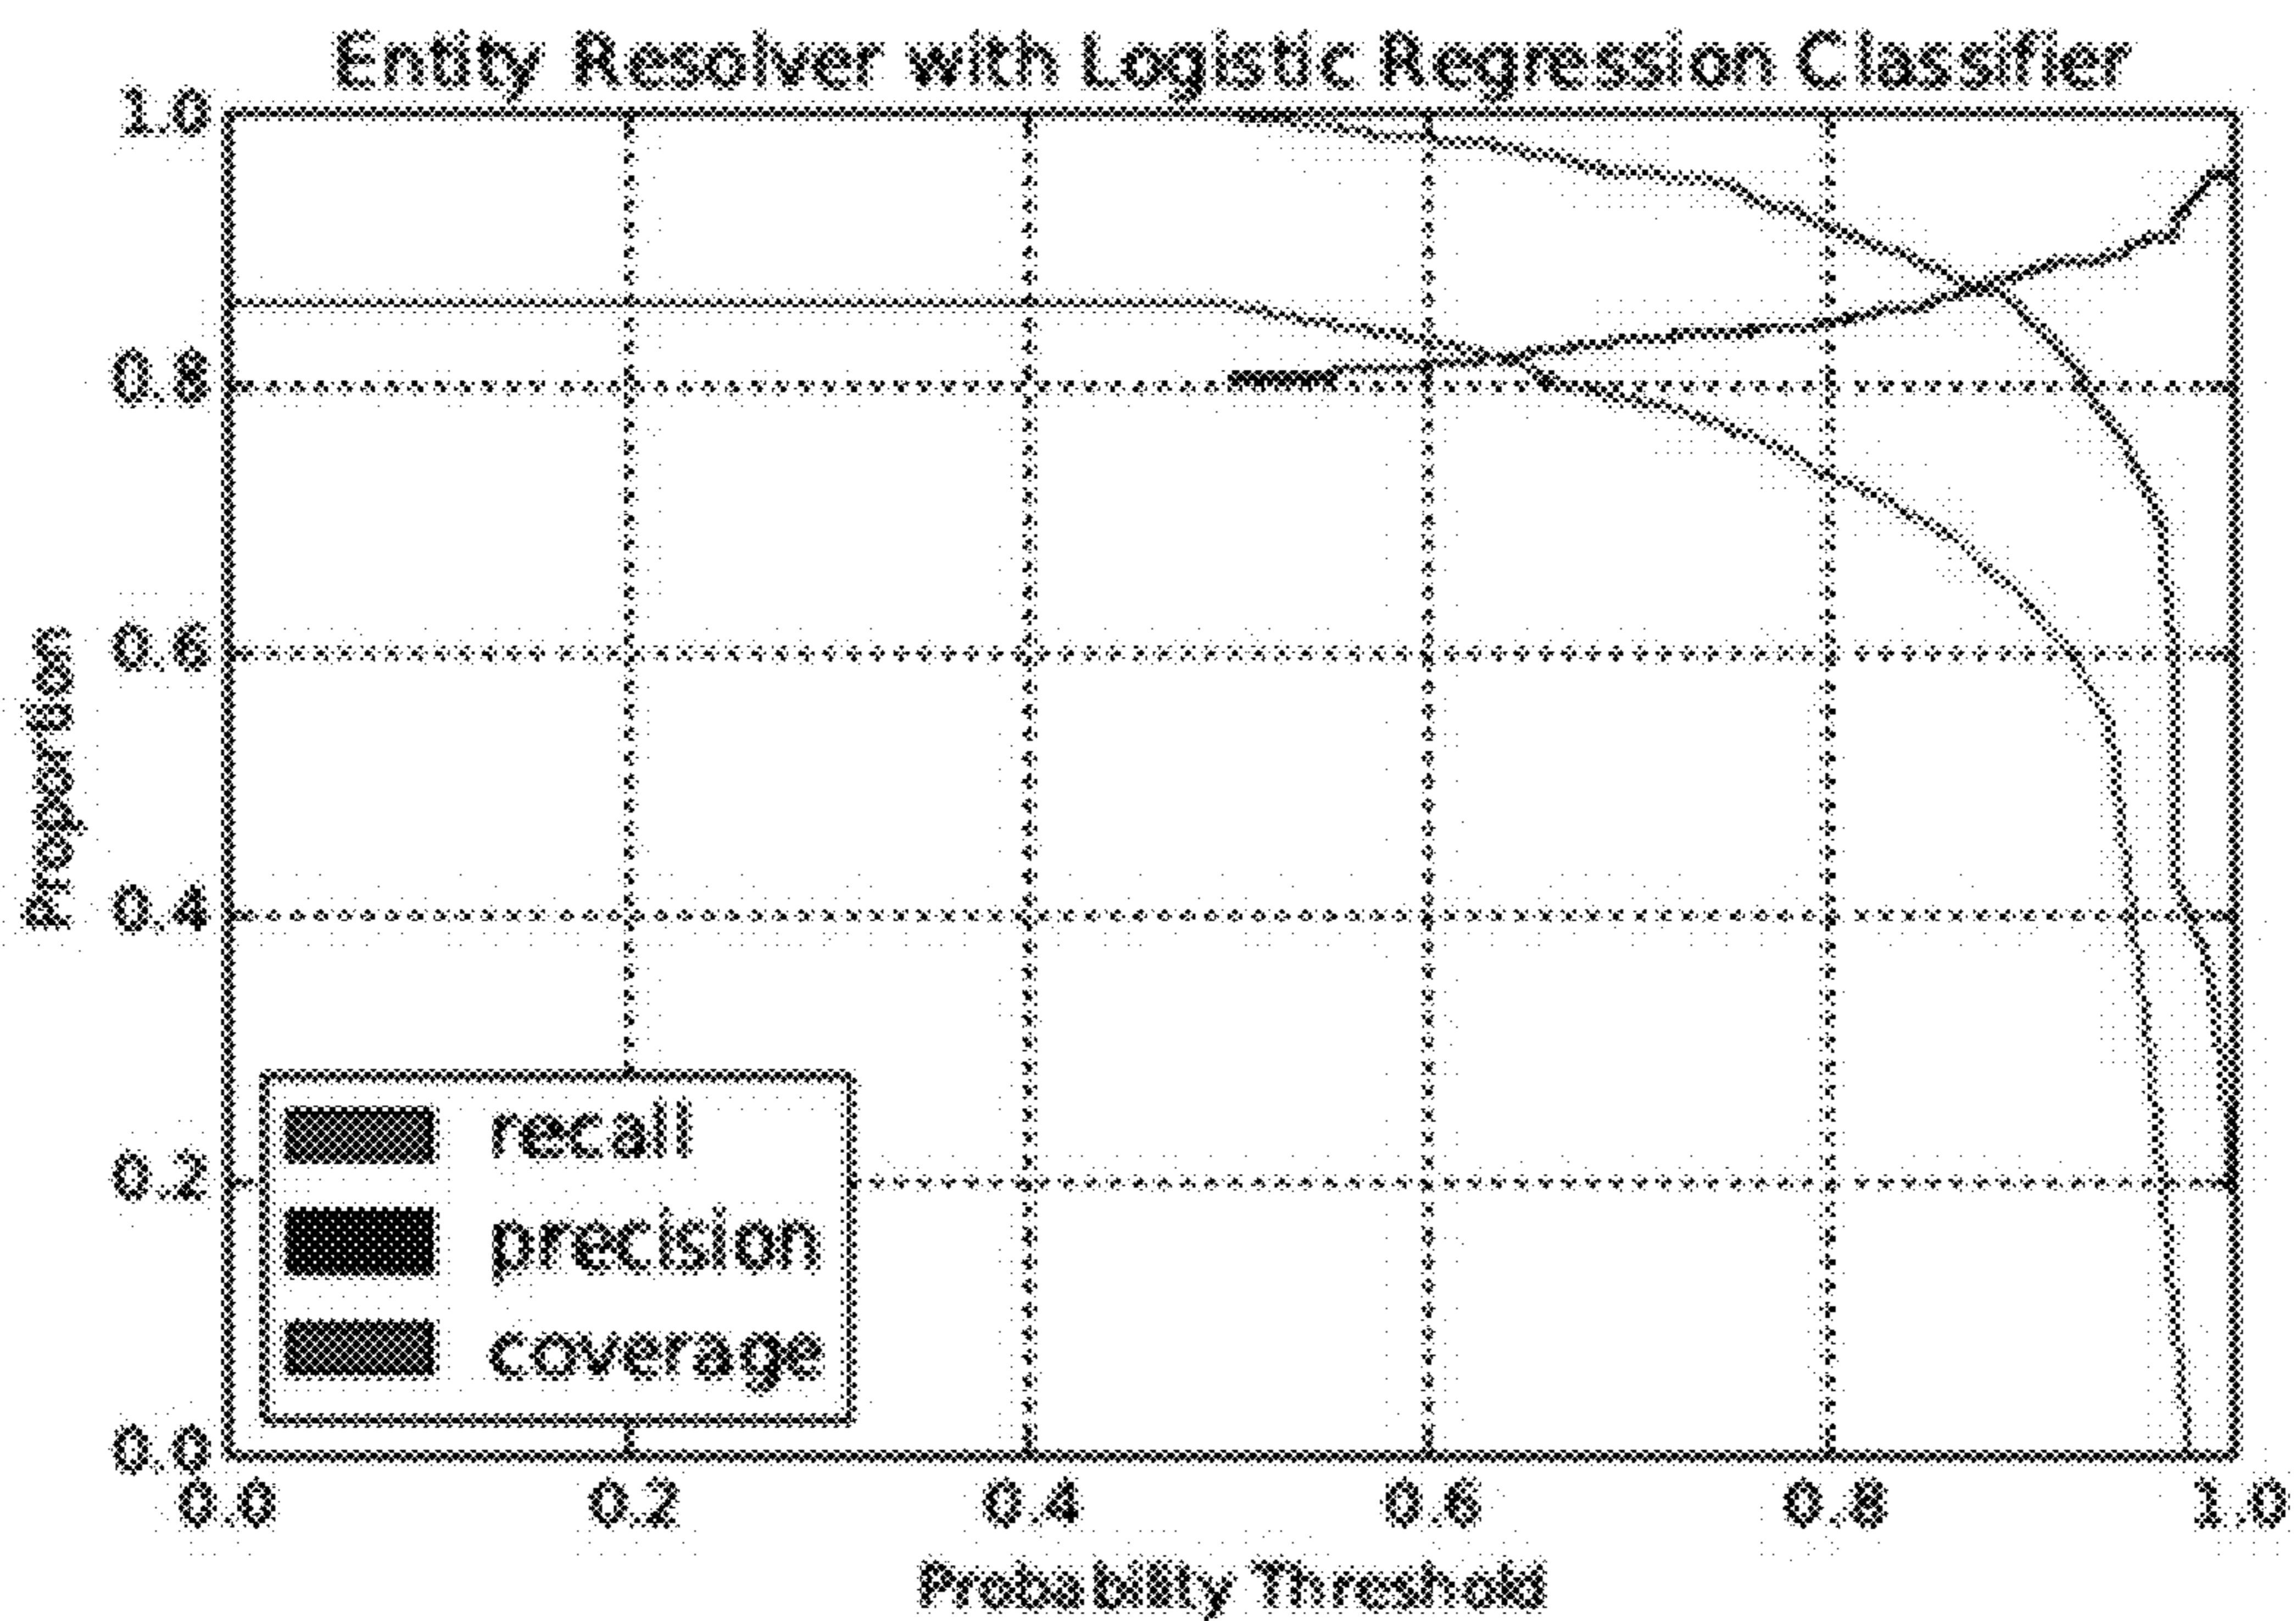 Entity Resolver with Logistic Regression Classifier
1.0
0.8
0.6
0.4
0.2
0.0
Proportion
recall
precision
coverage
0.0 0.2 0.4 0.6 0.8 1.0
Probability Threshold